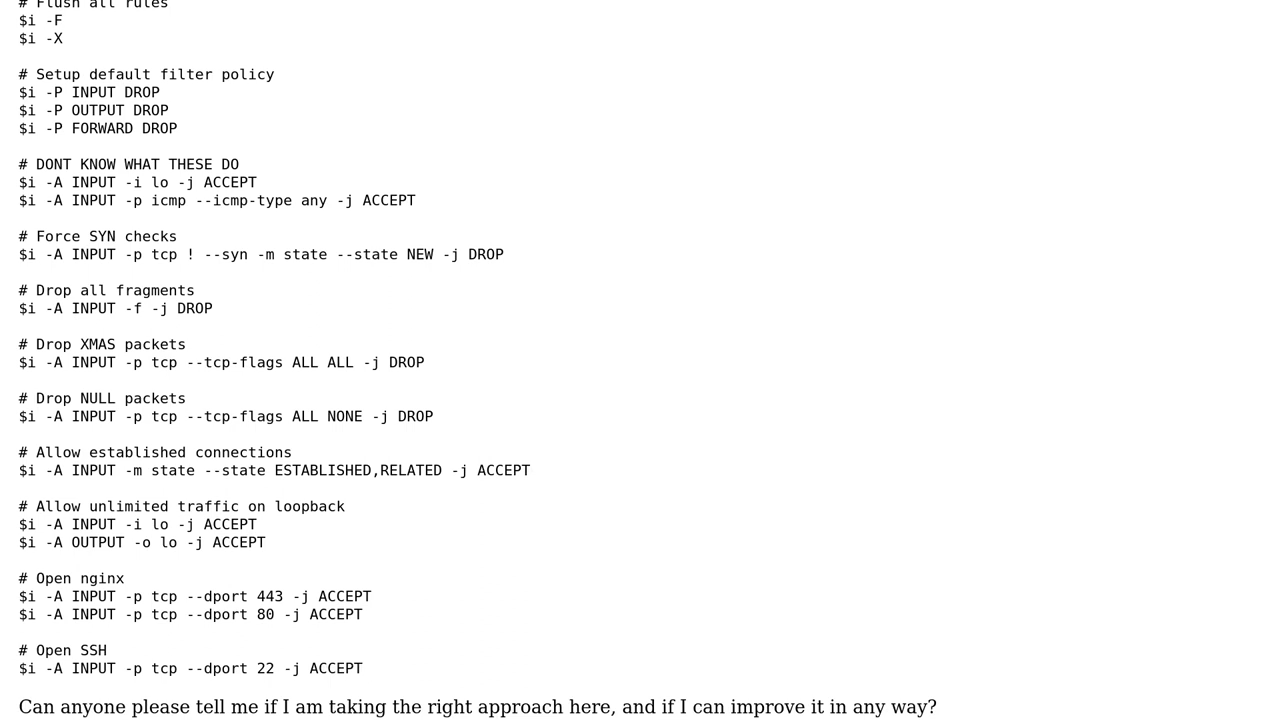 # Flush all rules
$i -F
$i -X
# Setup default filter policy
$i -P INPUT DROP
$i -P OUTPUT DROP
$i -P FORWARD DROP
# DONT KNOW WHAT THESE DO
$i -A INPUT -i lo -j ACCEPT
$i -A INPUT -p icmp --icmp-type any -j ACCEPT
# Force SYN checks
$i -A INPUT -p tcp ! --syn -m state --state NEW -j DROP
# Drop all fragments
$i -A INPUT -f -j DROP
# Drop XMAS packets
$i -A INPUT -p tcp --tcp-flags ALL ALL -j DROP
# Drop NULL packets
$i -A INPUT -p tcp --tcp-flags ALL NONE -j DROP
# Allow established connections
$i -A INPUT -m state --state ESTABLISHED,RELATED -j ACCEPT
# Allow unlimited traffic on loopback
$i -A INPUT -i lo -j ACCEPT
$i -A OUTPUT -o lo -j ACCEPT
# Open nginx
$i -A INPUT -p tcp --dport 443 -j ACCEPT
$i -A INPUT -p tcp --dport 80 -j ACCEPT
# Open SSH
$i -A INPUT -p tcp --dport 22 -j ACCEPT
Can anyone please tell me if I am taking the right approach here, and if I can improve it in any way?